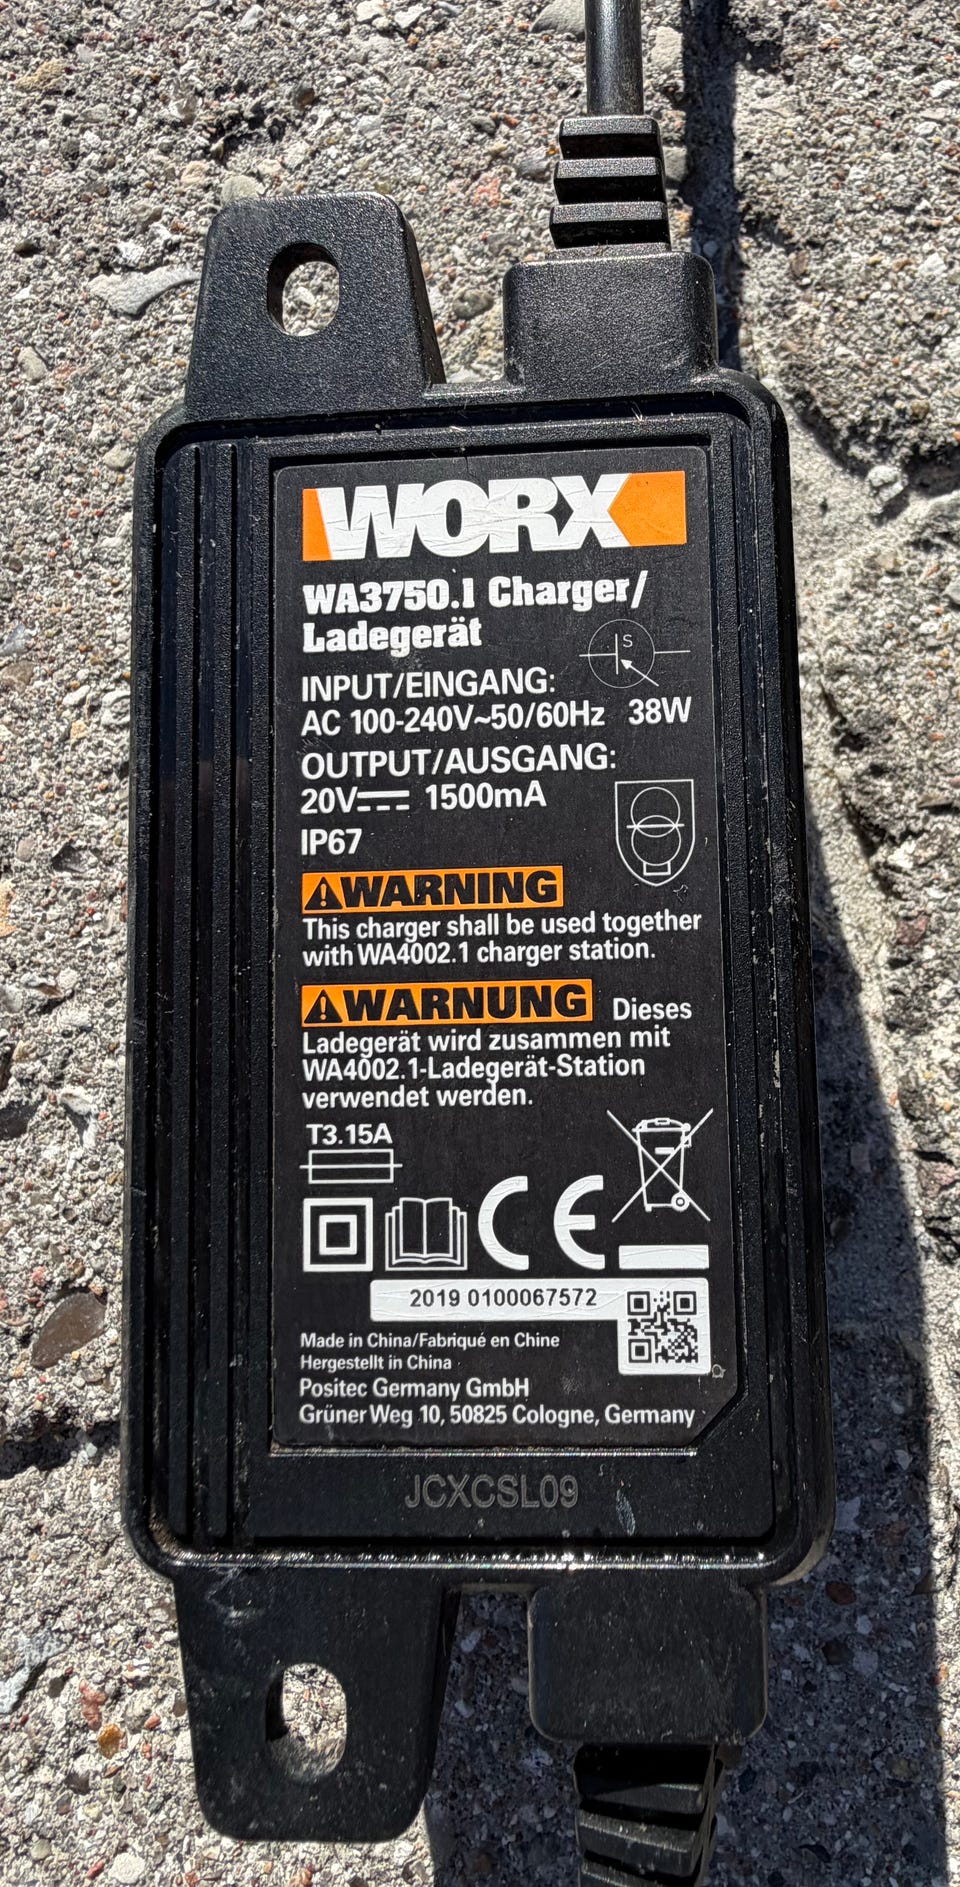 WORX
WA3750.1 Charger/
Ladegerät
S
INPUT/EINGANG:
AC 100-240V~50/60Hz 38W
OUTPUT/AUSGANG:
20V⎓ 1500mA
IP67
⚠WARNING
This charger shall be used together
with WA4002.1 charger station.
⚠WARNUNG Dieses
Ladegerät wird zusammen mit
WA4002.1-Ladegerät-Station
verwendet werden.
T3.15A
CE
2019 0100067572
Made in China/Fabriqué en Chine
Hergestellt in China
Positec Germany GmbH
Grüner Weg 10, 50825 Cologne, Germany
JCXCSL09